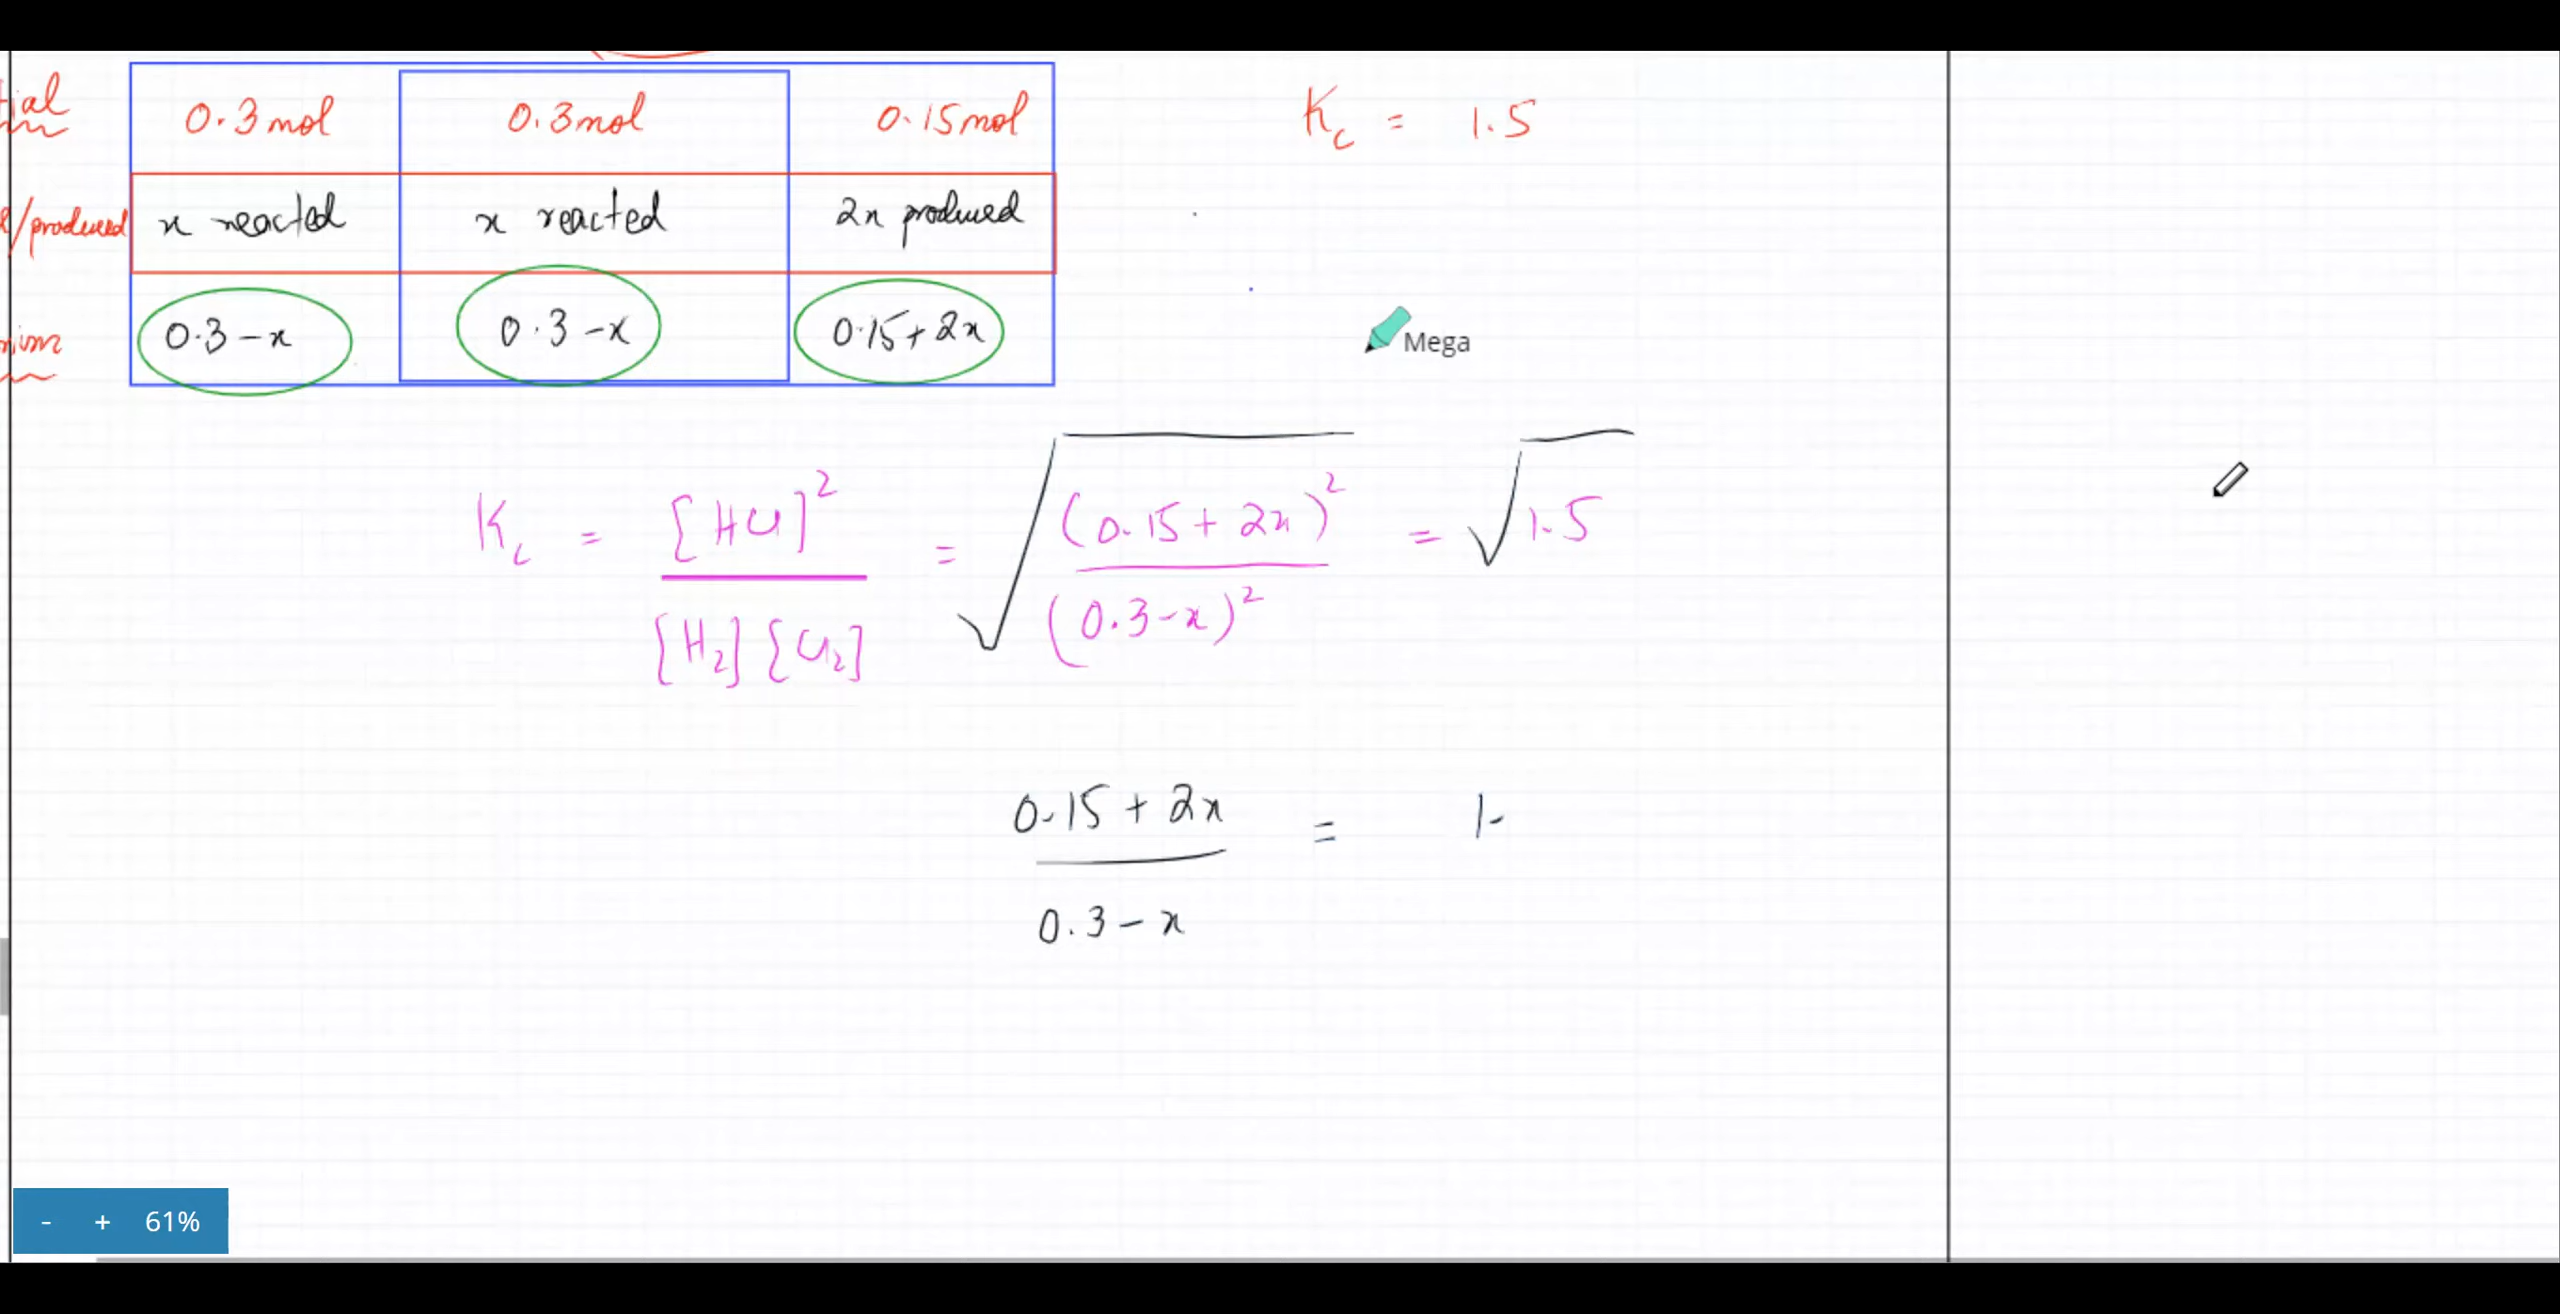 tial 0.3 mol 0.3 mol 0.15 mol Kc = 1.5
/produced x reacted x reacted 2x produced
0.3 - x 0.3 - x 0.15 + 2x
Mega
Kc = [HCl]² / [H₂] [Cl₂] = √((0.15 + 2x)² / (0.3 - x)²) = √1.5
0.15 + 2x / 0.3 - x = 1.
- + 61%